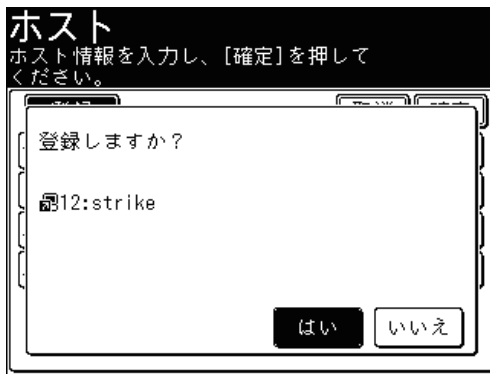 ホスト
ホスト情報を入力し、[確定]を押して
ください。
登録しますか？
12:strike
はい いいえ